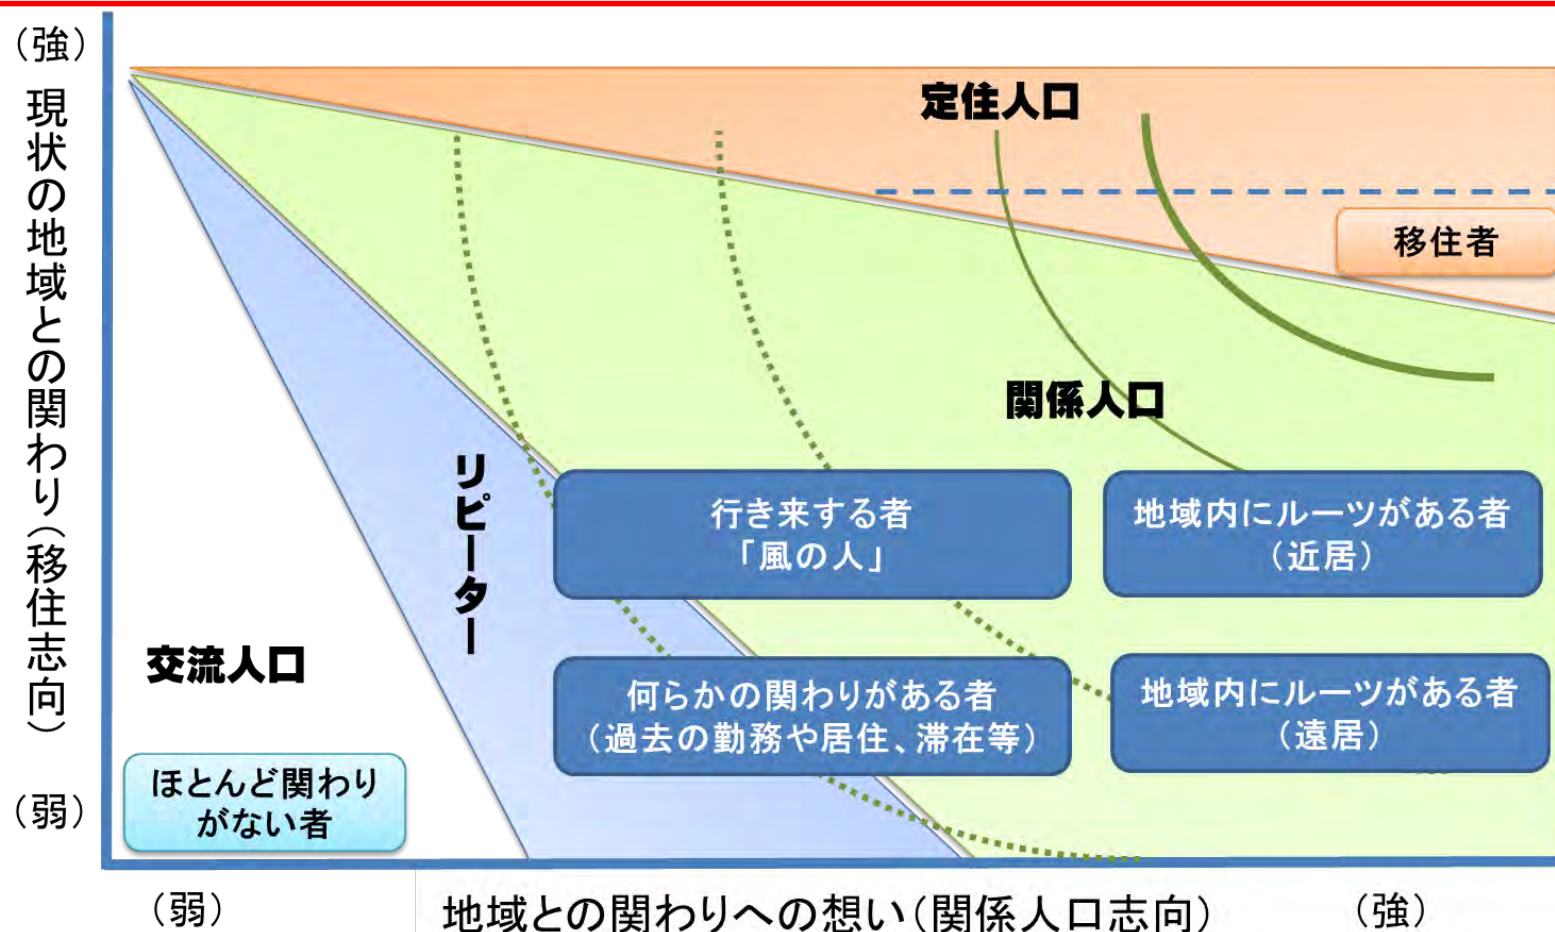 （強）
現状の地域との関わり（移住志向）
（弱）
定住人口
移住者
関係人口
リピーター
行き来する者
「風の人」
地域内にルーツがある者
（近居）
交流人口
何らかの関わりがある者
（過去の勤務や居住、滞在等）
地域内にルーツがある者
（遠居）
ほとんど関わり
がない者
（弱）
地域との関わりへの想い（関係人口志向）
（強）